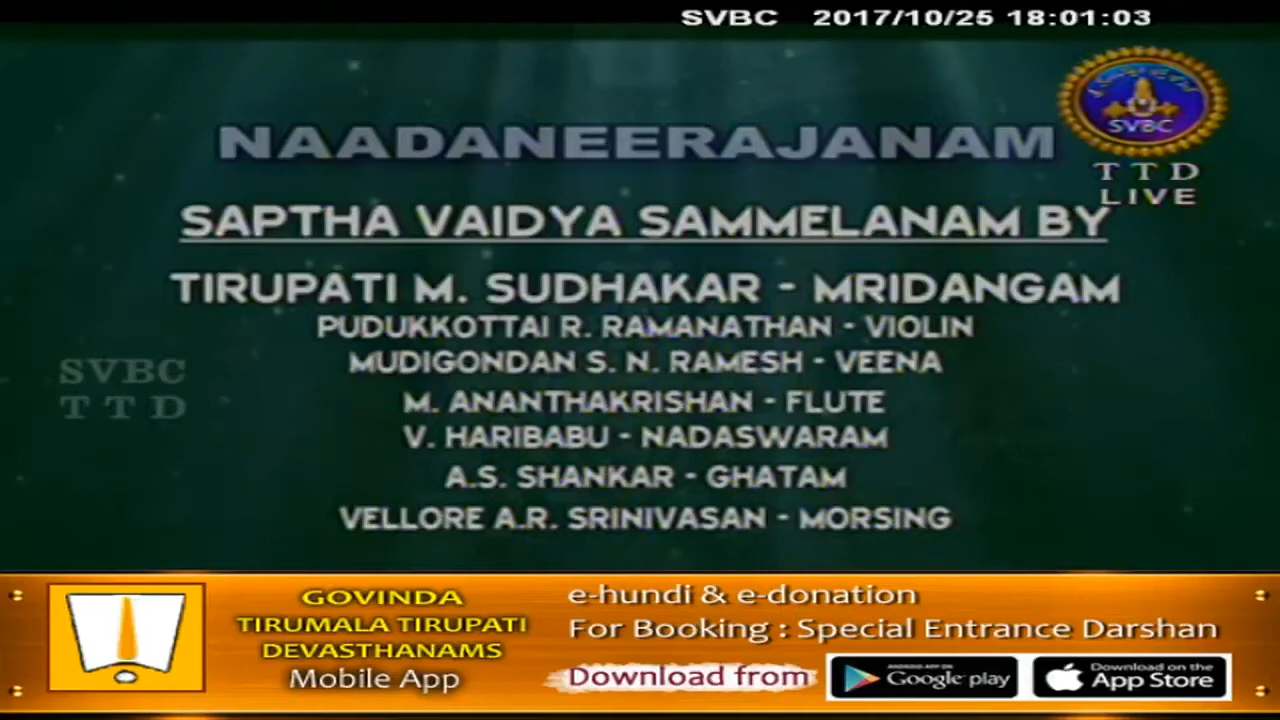 SVBC 2017/10/25 18:01:03
SVBC
TTD
LIVE
NAADANEERAJANAM
SAPTHA VAIDYA SAMMELANAM BY
TIRUPATI M. SUDHAKAR - MRIDANGAM
PUDUKKOTTAI R. RAMANATHAN - VIOLIN
MUDIGONDAN S. N. RAMESH - VEENA
M. ANANTHAKRISHAN - FLUTE
V. HARIBABU - NADASWARAM
A.S. SHANKAR - GHATAM
VELLORE A.R. SRINIVASAN - MORSING
SVBC
TTD
GOVINDA
TIRUMALA TIRUPATI
DEVASTHANAMS
Mobile App
e-hundi & e-donation
For Booking : Special Entrance Darshan
Download from
ANDROID APP ON
Google play
Download on the
App Store